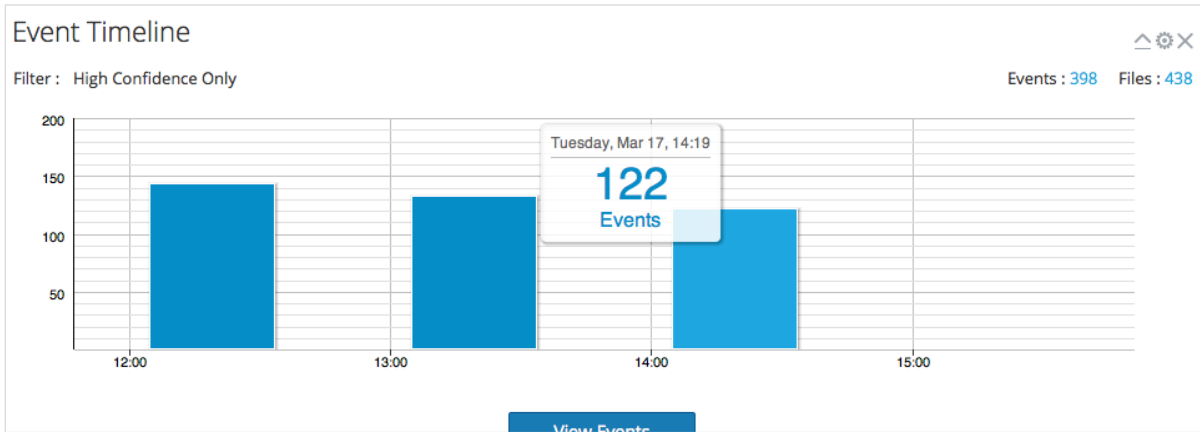 Event Timeline
Filter : High Confidence Only
Events : 398 Files : 438
200
150
100
50
Tuesday, Mar 17, 14:19
122
Events
12:00 13:00 14:00 15:00
View Events